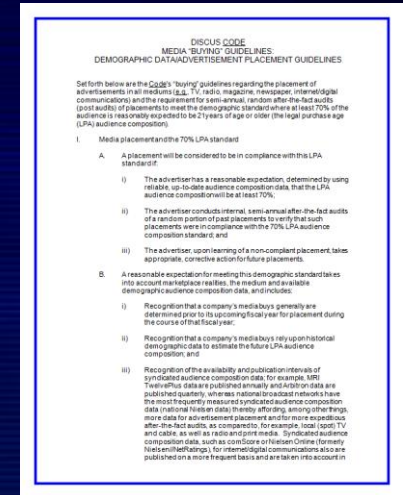 DISCUS CODE
MEDIA "BUYING" GUIDELINES:
DEMOGRAPHIC DATA/ADVERTISEMENT PLACEMENT GUIDELINES
Set forth below are the Code's "buying" guidelines regarding the placement of
advertisements in all mediums (e.g., TV, radio, magazine, newspaper, internet/digital
communications) and the requirement for semi-annual, random after-the-fact audits
(post audits) of placements to meet the demographic standard where at least 70% of the
audience is reasonably expected to be 21 years of age or older (the legal purchase age
(LPA) audience composition).
I. Media placement and the 70% LPA standard
A. A placement will be considered to be in compliance with this LPA
standard if:
i) The advertiser has a reasonable expectation, determined by using
reliable, up-to-date audience composition data, that the LPA
audience composition will be at least 70%;
ii) The advertiser conducts internal, semi-annual after-the-fact audits
of a random portion of past placements to verify that such
placements were in compliance with the 70% LPA audience
composition standard; and
iii) The advertiser, upon learning of a non-compliant placement, takes
appropriate, corrective action for future placements.
B. A reasonable expectation for meeting this demographic standard takes
into account marketplace realities, the medium and available
demographic audience composition data, and includes:
i) Recognition that a company's media buys generally are
determined prior to its upcoming fiscal year for placement during
the course of that fiscal year;
ii) Recognition that media buys rely upon historical
demographic data to estimate the future LPA audience
composition; and
iii) Recognition of the availability and publication intervals of
syndicated audience composition data; for example, MRI
TwelvePlus data are published annually and Arbitron data are
published quarterly, whereas national broadcast networks have
the most frequently measured syndicated audience composition
data (national Nielsen data) thereby affording, among other things,
more data for advertisement placement and for more expeditious
after-the-fact audits, as compared to, for example, local (spot) TV
and cable, as well as radio and print media. Syndicated audience
composition data, such as comScore or Nielsen Online (formerly
Nielsen//NetRatings), for internet/digital communications also are
published on a more frequent basis and are taken into account in